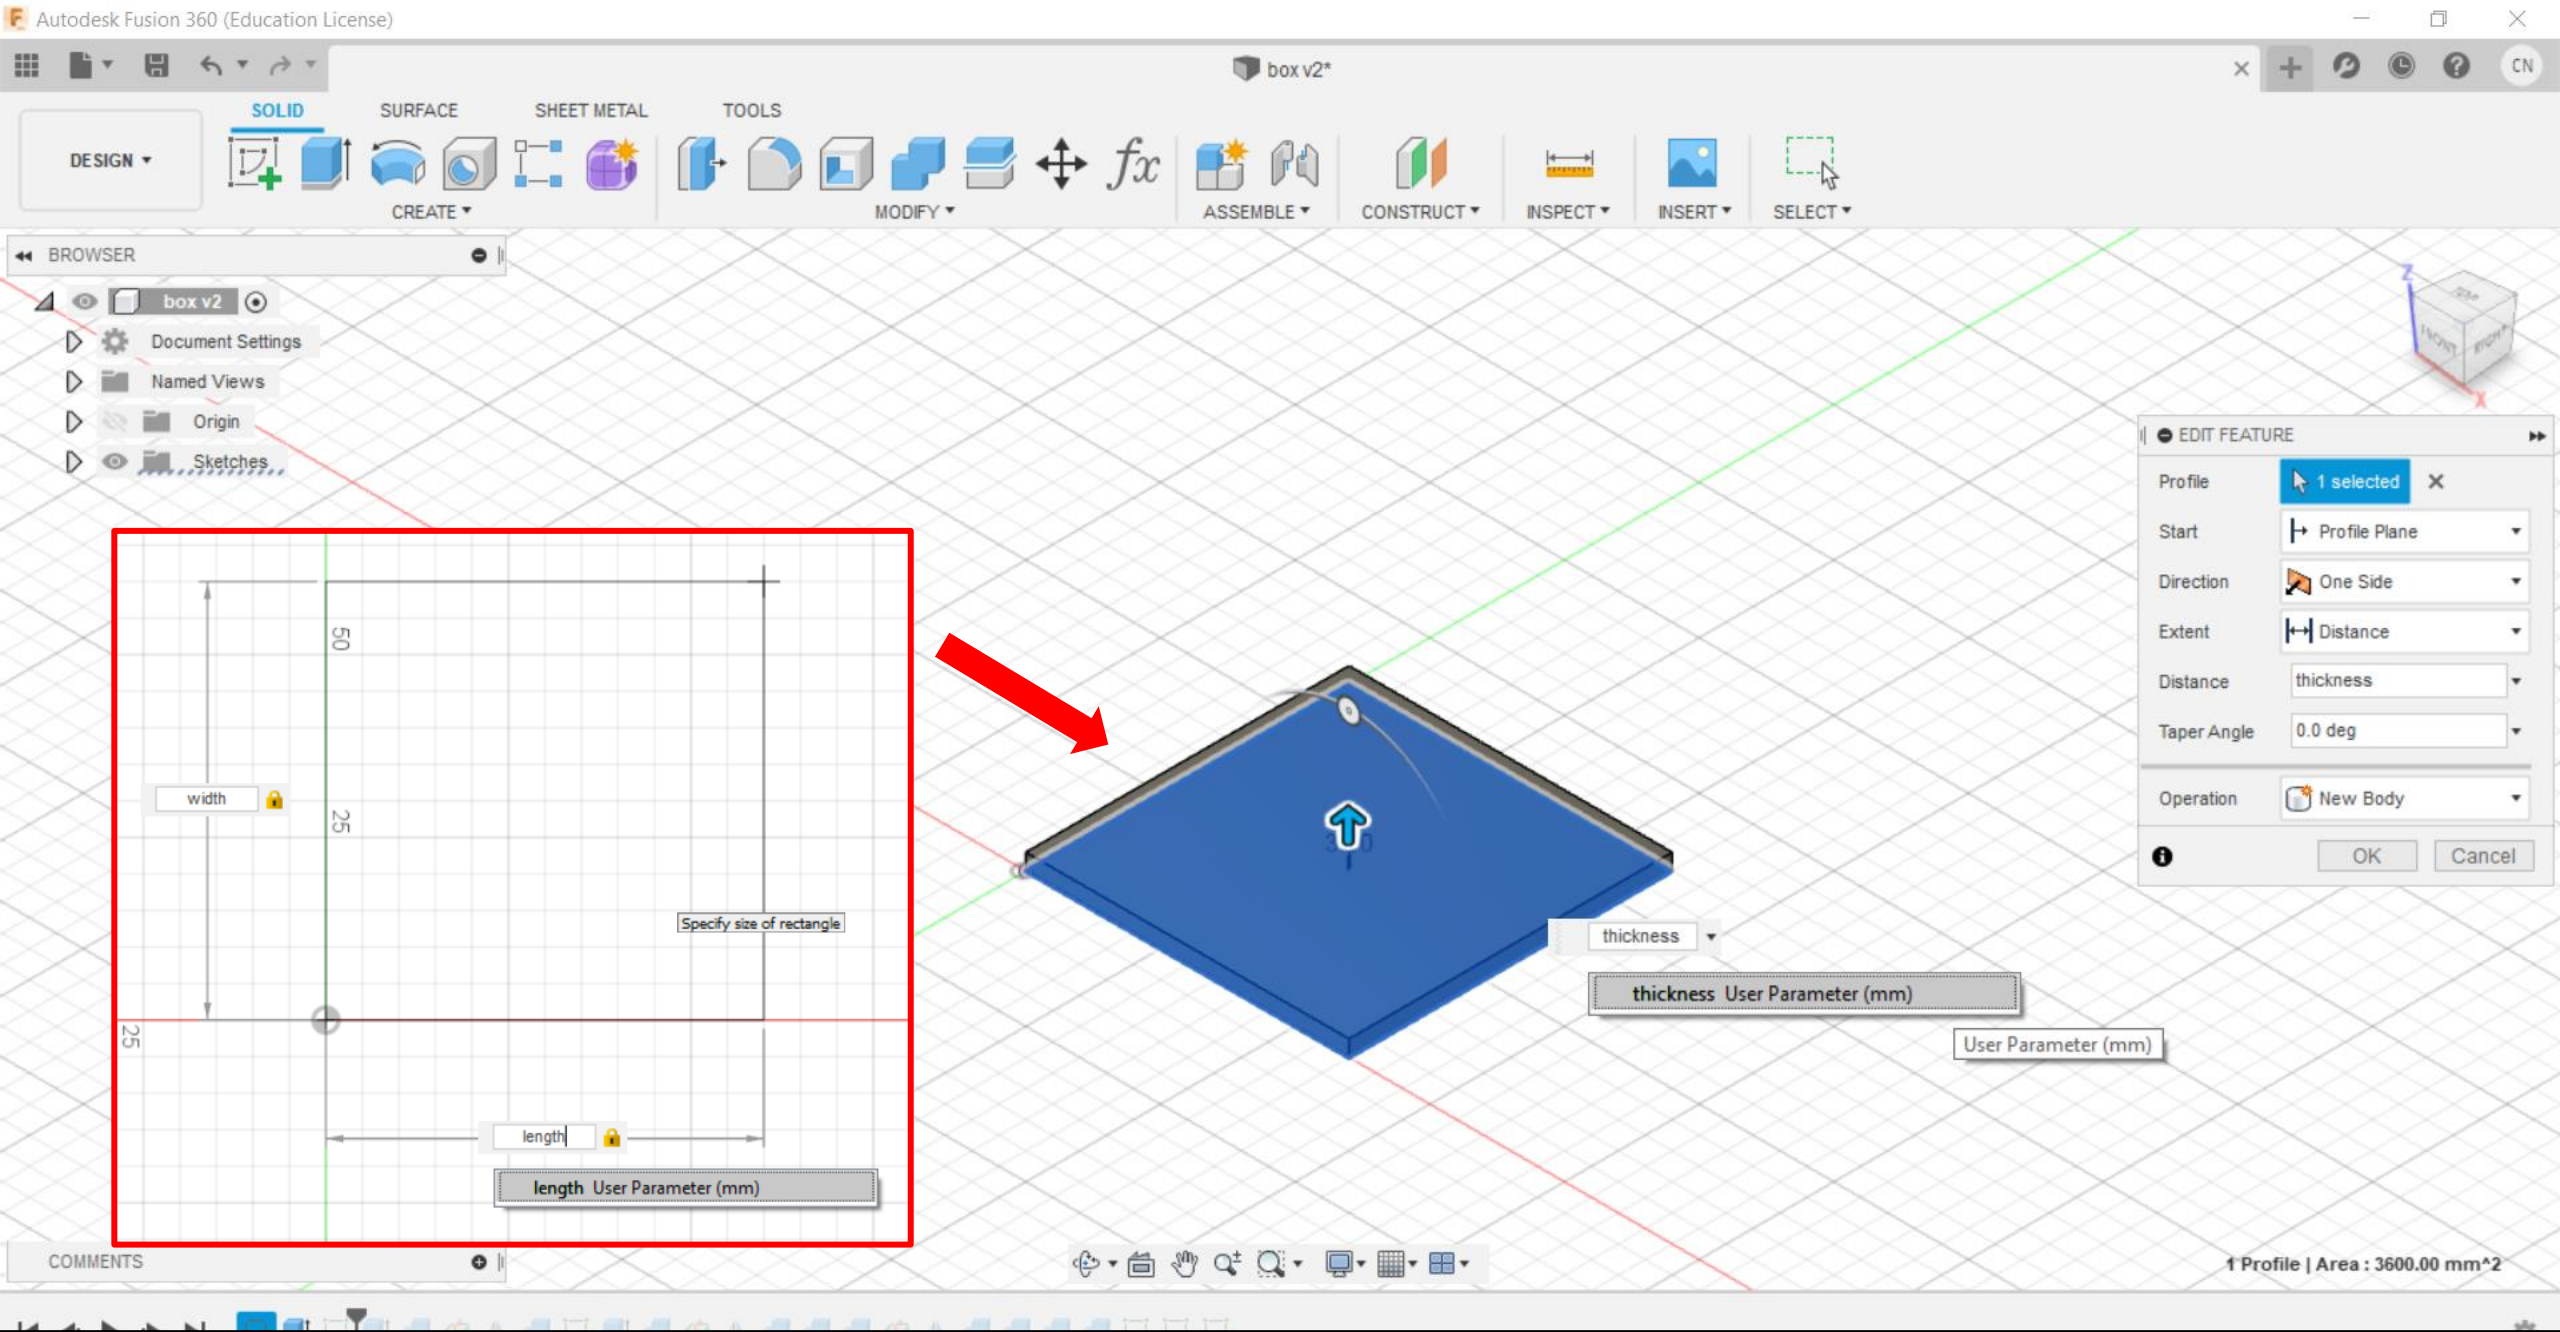 Autodesk Fusion 360 (Education License)
box v2*
CN
SOLID SURFACE SHEET METAL TOOLS
DESIGN
CREATE MODIFY ASSEMBLE CONSTRUCT INSPECT INSERT SELECT
BROWSER
box v2
Document Settings
Named Views
Origin
Sketches
Z
FRONT
RIGHT
X
EDIT FEATURE
Profile 1 selected
Start Profile Plane
Direction One Side
Extent Distance
Distance thickness
Taper Angle 0.0 deg
Operation New Body
OK Cancel
50
width
25
Specify size of rectangle
25
length
length User Parameter (mm)
thickness
thickness User Parameter (mm)
User Parameter (mm)
COMMENTS
1 Profile | Area : 3600.00 mm^2